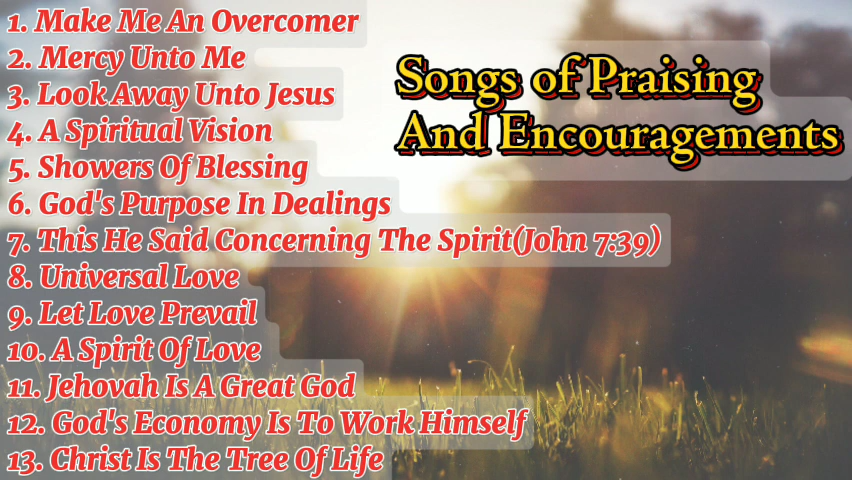 1. Make Me An Overcomer
2. Mercy Unto Me
3. Look Away Unto Jesus
4. A Spiritual Vision
5. Showers Of Blessing
6. God's Purpose In Dealings
7. This He Said Concerning The Spirit(John 7:39)
8. Universal Love
9. Let Love Prevail
10. A Spirit Of Love
11. Jehovah Is A Great God
12. God's Economy Is To Work Himself
13. Christ Is The Tree Of Life
Songs of Praising
And Encouragements